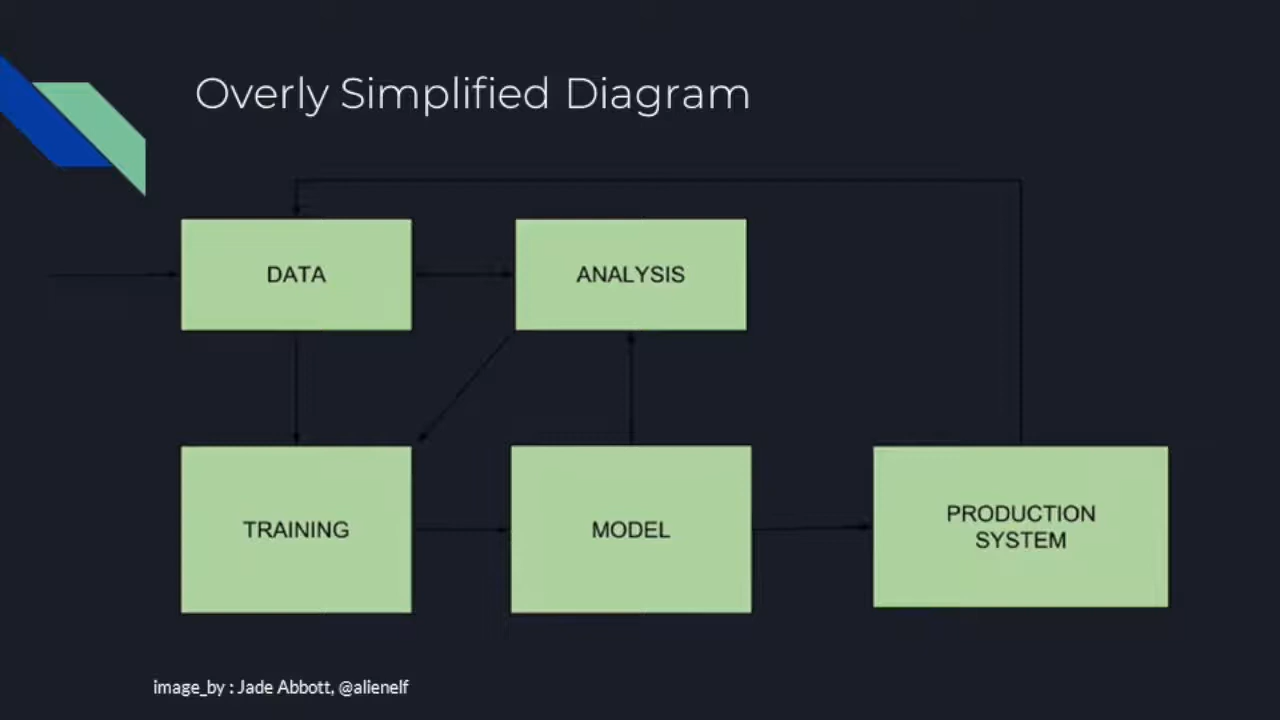 Overly Simplified Diagram
DATA
ANALYSIS
TRAINING
MODEL
PRODUCTION
SYSTEM
image_by : Jade Abbott, @alienelf